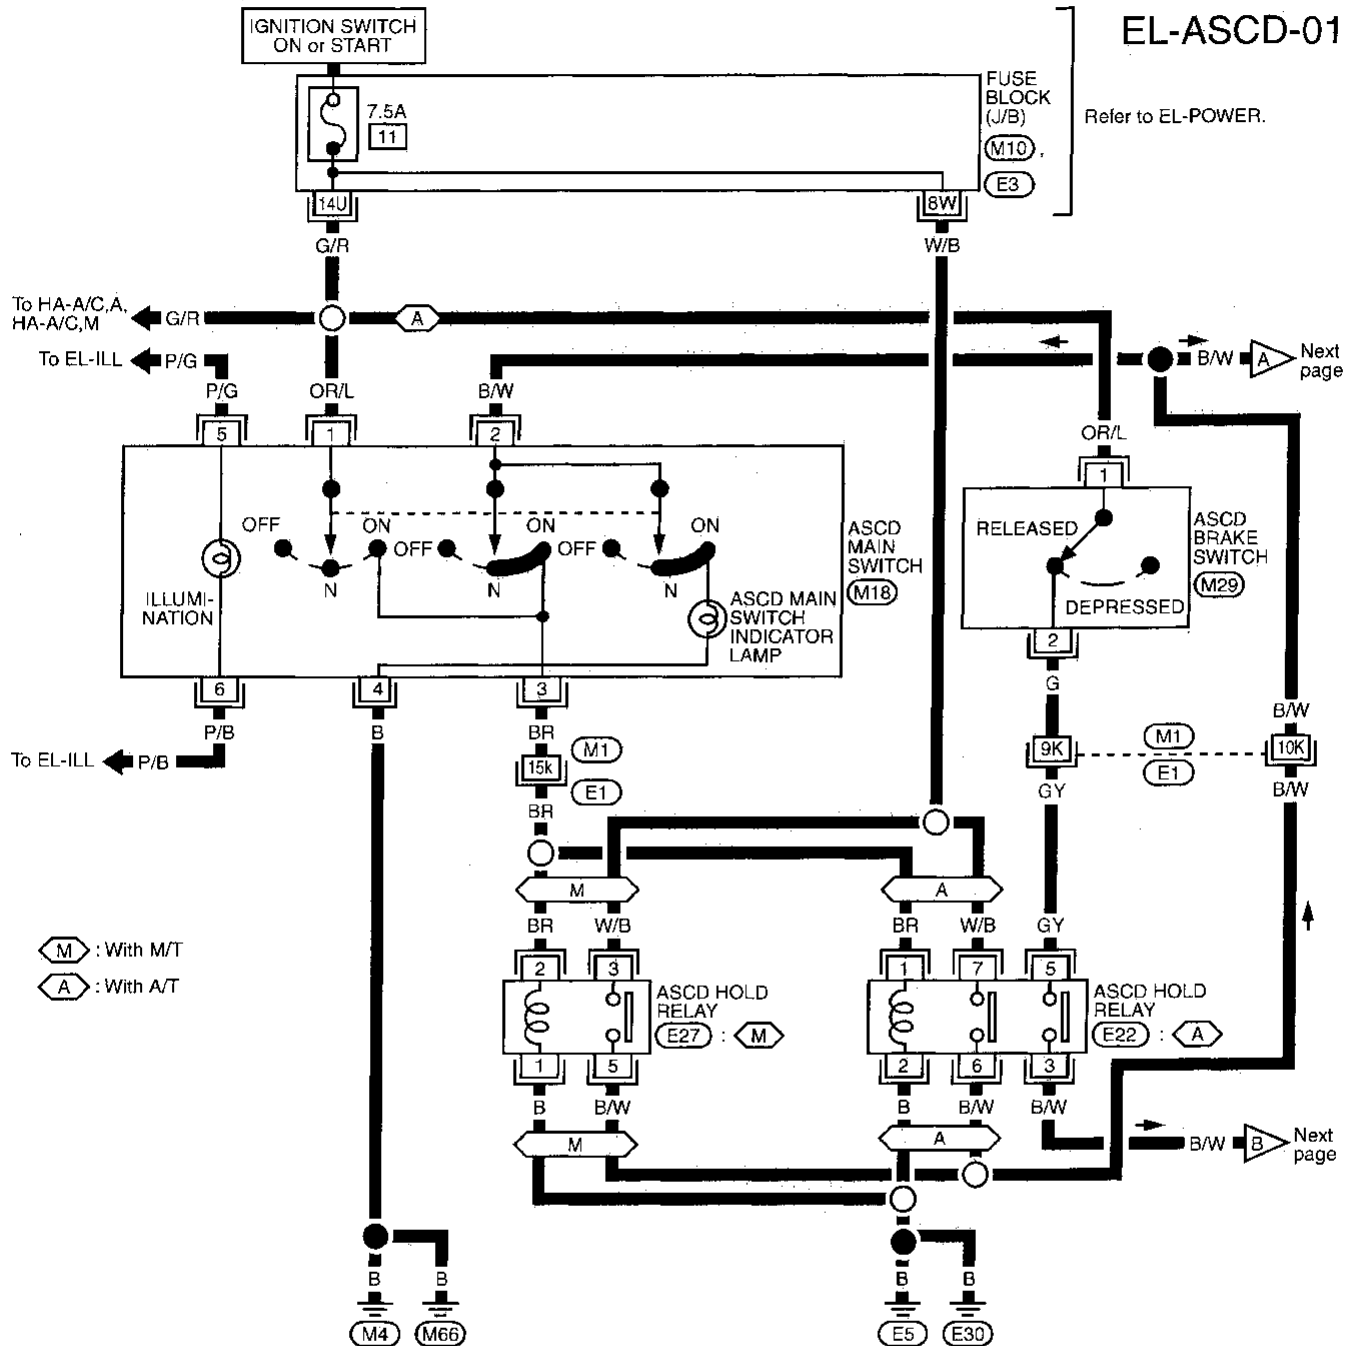 EL-ASCD-01
IGNITION SWITCH
ON or START
7.5A
11
FUSE
BLOCK
(J/B)
M10 ,
E3
Refer to EL-POWER.
14U
8W
G/R
W/B
To HA-A/C,A,
HA-A/C,M
G/R
A
To EL-ILL
P/G
B/W
A
Next
page
P/G
OR/L
B/W
OR/L
5
1
2
1
OFF
ON
N
OFF
ON
N
OFF
ON
N
ASCD
MAIN
SWITCH
M18
ILLUMI-
NATION
ASCD MAIN
SWITCH
INDICATOR
LAMP
RELEASED
DEPRESSED
ASCD
BRAKE
SWITCH
M29
6
4
3
2
P/B
B
BR
G
B/W
To EL-ILL
P/B
15k
M1
E1
9K
M1
E1
10K
BR
GY
B/W
M
A
BR
W/B
BR
W/B
GY
M : With M/T
A : With A/T
2
3
1
7
5
ASCD HOLD
RELAY
E27 : M
ASCD HOLD
RELAY
E22 : A
1
5
2
6
3
B
B/W
B
B/W
B/W
M
A
B/W
B
Next
page
B
B
B
B
M4
M66
E5
E30